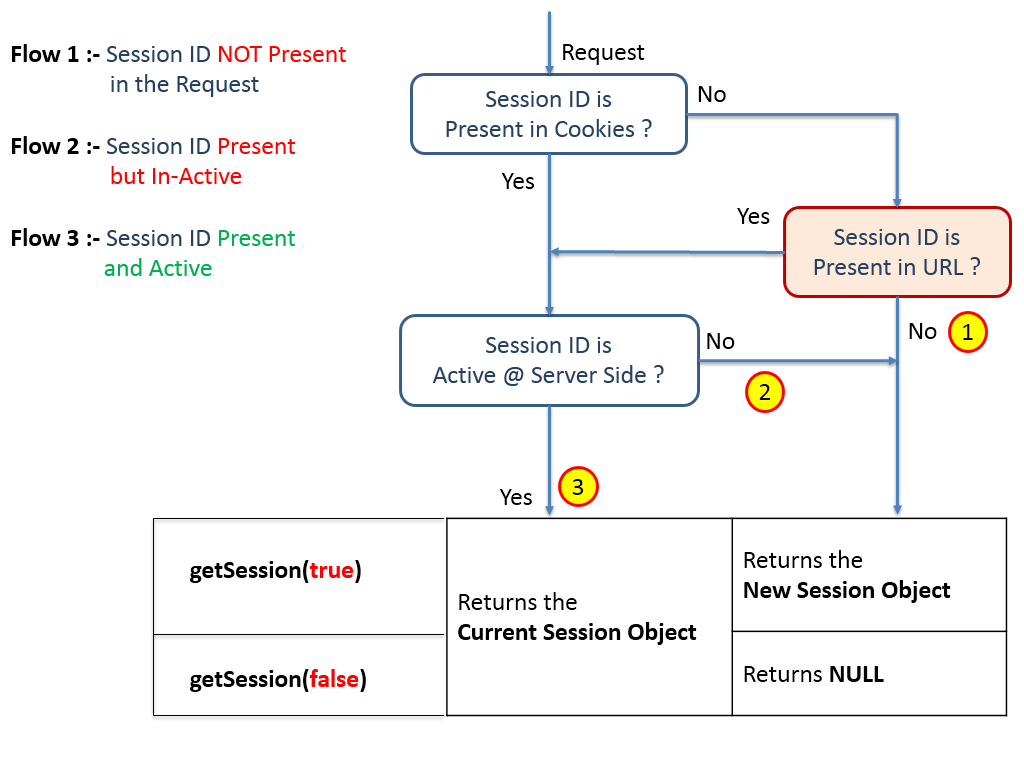 Flow 1 :- Session ID NOT Present
in the Request
Flow 2 :- Session ID Present
but In-Active
Flow 3 :- Session ID Present
and Active
Request
Session ID is
Present in Cookies ?
No
Yes
Yes
Session ID is
Present in URL ?
No
1
Session ID is
Active @ Server Side ?
No
2
Yes
3
getSession(true)
Returns the
Current Session Object
Returns the
New Session Object
getSession(false)
Returns NULL